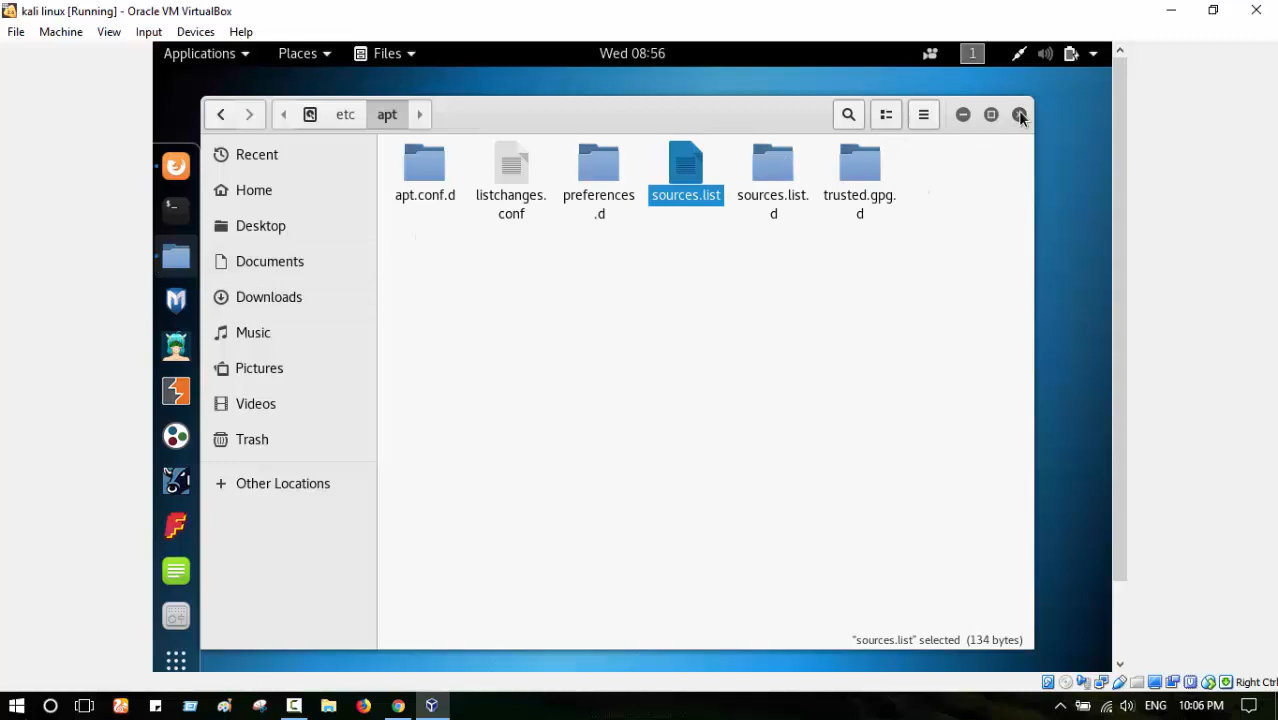 kali linux [Running] - Oracle VM VirtualBox
File Machine View Input Devices Help
Applications Places Files Wed 08:56 1
etc apt
Recent
Home
Desktop
Documents
Downloads
Music
Pictures
Videos
Trash
+ Other Locations
apt.conf.d
listchanges.
conf
preferences
.d
sources.list
sources.list.
d
trusted.gpg.
d
"sources.list" selected (134 bytes)
Right Ctrl
ENG 10:06 PM